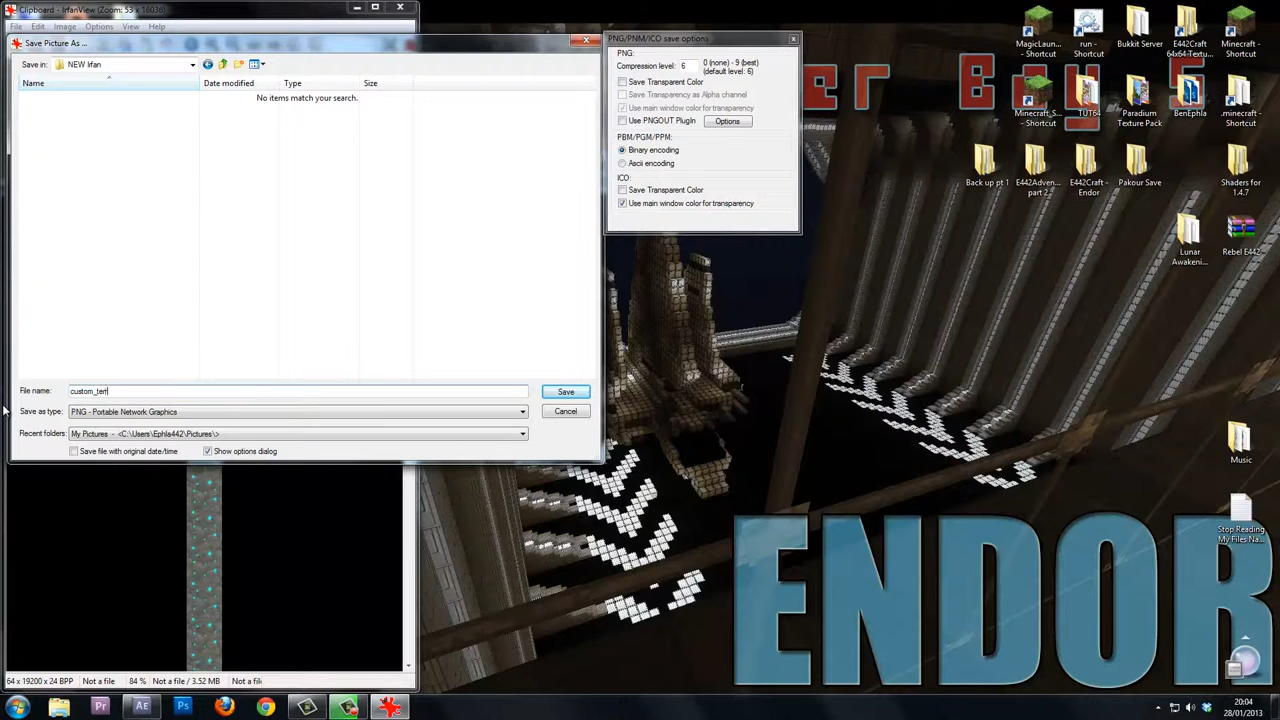 Clipboard - IrfanView (Zoom: 53 x 16036)
File Edit Image Options View Help
Save Picture As ...
Save in: NEW Irfan
Name Date modified Type Size
No items match your search.
File name: custom_terr
Save
Save as type: PNG - Portable Network Graphics
Cancel
Recent folders: My Pictures - <C:\Users\Ephla442\Pictures\>
Save file with original date/time Show options dialog
64 x 19200 x 24 BPP Not a file 84 % Not a file / 3.52 MB Not a file
PNG/PNM/ICO save options
PNG:
Compression level: 6 0 (none) - 9 (best)
(default level: 6)
Save Transparent Color
Save Transparency as Alpha channel
Use main window color for transparency
Use PNGOUT PlugIn Options
PBM/PGM/PPM:
Binary encoding
Ascii encoding
ICO:
Save Transparent Color
Use main window color for transparency
MagicLaun...
- Shortcut
run -
Shortcut
Bukkit Server
E442Craft
64x64 Textu...
Minecraft -
Shortcut
Minecraft_S...
- Shortcut
TUT64
Paradium
Texture Pack
BenEphla
.minecraft -
Shortcut
Back up pt 1
E442Adven...
part 2
E442Craft -
Endor
Pakour Save
Shaders for
1.4.7
Lunar
Awakeni...
Rebel E442
Music
Stop Reading
My Files Na...
ENDOR
Pr Ae Ps
20:04
28/01/2013